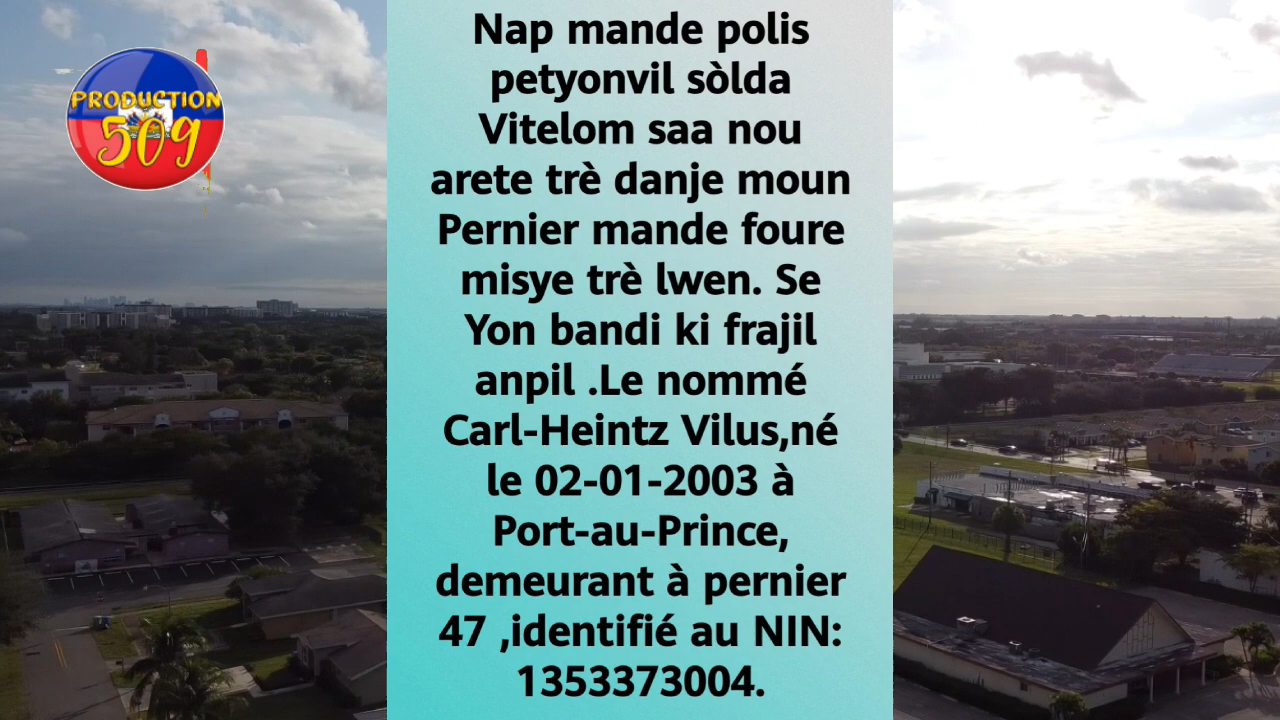 PRODUCTION
509
Nap mande polis
petyonvil sòlda
Vitelom saa nou
arete trè danje moun
Pernier mande foure
misye trè lwen. Se
Yon bandi ki frajil
anpil .Le nommé
Carl-Heintz Vilus,né
le 02-01-2003 à
Port-au-Prince,
demeurant à pernier
47 ,identifié au NIN:
1353373004.